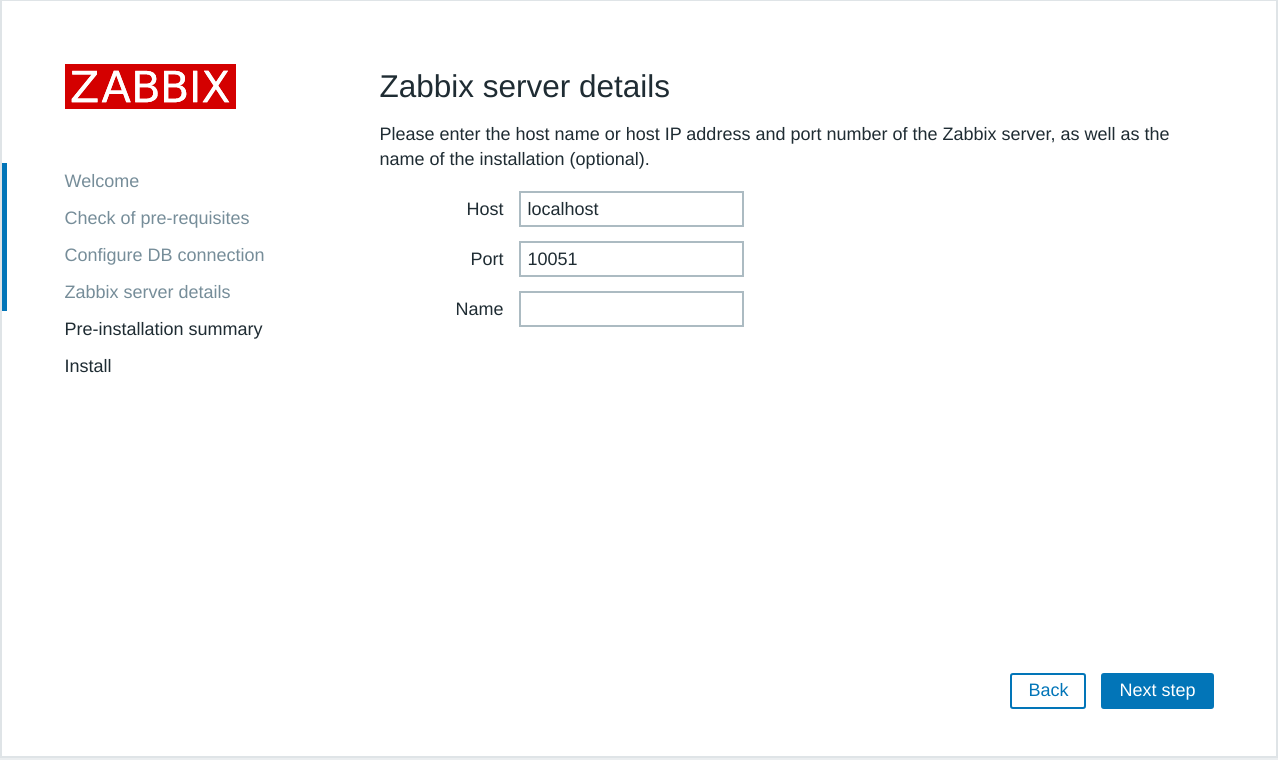 ZABBIX
Welcome
Check of pre-requisites
Configure DB connection
Zabbix server details
Pre-installation summary
Install
Zabbix server details
Please enter the host name or host IP address and port number of the Zabbix server, as well as the
name of the installation (optional).
Host localhost
Port 10051
Name
Back Next step